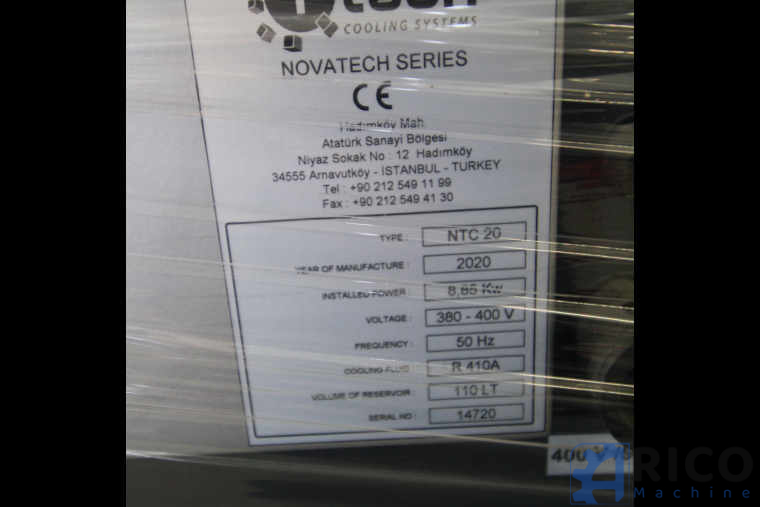 COOLING SYSTEMS
NOVATECH SERIES
CE
Hadımköy Mah.
Atatürk Sanayi Bölgesi
Niyaz Sokak No : 12 Hadımköy
34555 Arnavutköy - İSTANBUL - TURKEY
Tel : +90 212 549 11 99
Fax : +90 212 549 41 30
TYPE : NTC 20
YEAR OF MANUFACTURE : 2020
INSTALLED POWER : 8,85 Kw
VOLTAGE : 380 - 400 V
FREQUENCY : 50 Hz
COOLING FLUID : R 410A
VOLUME OF RESERVOIR : 110 LT
SERIAL NO : 14720
400 V
ARICO
Machine